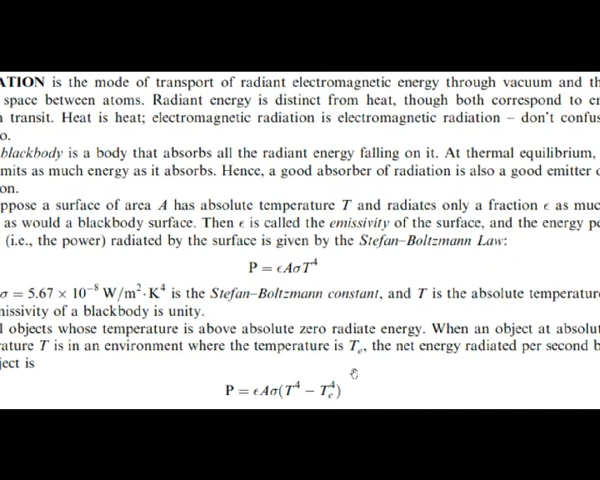 ATION is the mode of transport of radiant electromagnetic energy through vacuum and th
space between atoms. Radiant energy is distinct from heat, though both correspond to e
transit. Heat is heat; electromagnetic radiation is electromagnetic radiation – don't confus
o.
blackbody is a body that absorbs all the radiant energy falling on it. At thermal equilibrium,
mits as much energy as it absorbs. Hence, a good absorber of radiation is also a good emitter o
on.
ppose a surface of area A has absolute temperature T and radiates only a fraction ϵ as muc
as would a blackbody surface. Then ϵ is called the emissivity of the surface, and the energy pe
(i.e., the power) radiated by the surface is given by the Stefan–Boltzmann Law:
P = ϵAσT⁴
σ = 5.67 × 10⁻⁸ W/m²·K⁴ is the Stefan–Boltzmann constant, and T is the absolute temperatur
missivity of a blackbody is unity.
l objects whose temperature is above absolute zero radiate energy. When an object at absolut
rature T is in an environment where the temperature is Tₑ, the net energy radiated per second b
ject is
P = ϵAσ(T⁴ − Tₑ⁴)